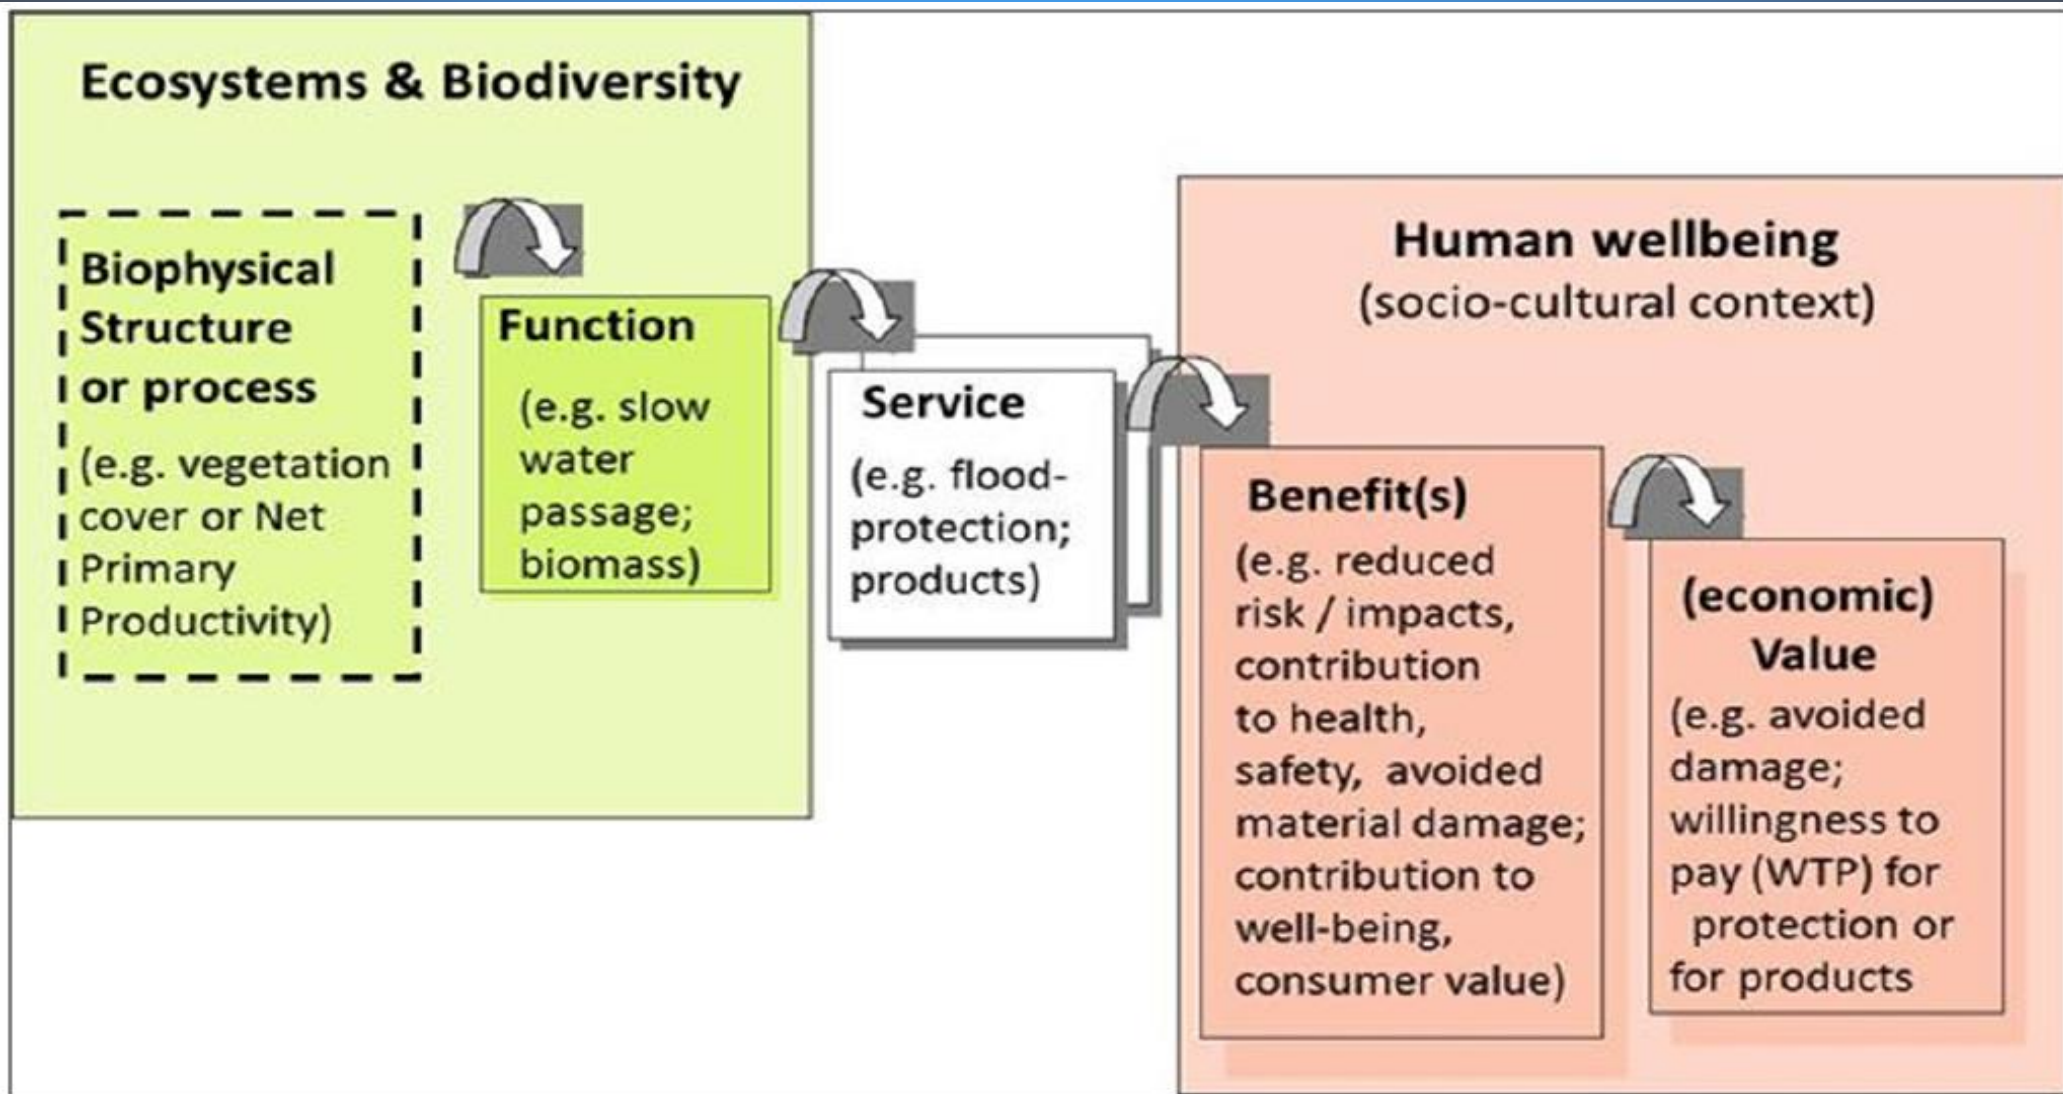 Ecosystems & Biodiversity
Biophysical
Structure
or process
(e.g. vegetation
cover or Net
Primary
Productivity)
Function
(e.g. slow
water
passage;
biomass)
Service
(e.g. flood-
protection;
products)
Human wellbeing
(socio-cultural context)
Benefit(s)
(e.g. reduced
risk / impacts,
contribution
to health,
safety, avoided
material damage;
contribution to
well-being,
consumer value)
(economic)
Value
(e.g. avoided
damage;
willingness to
pay (WTP) for
protection or
for products